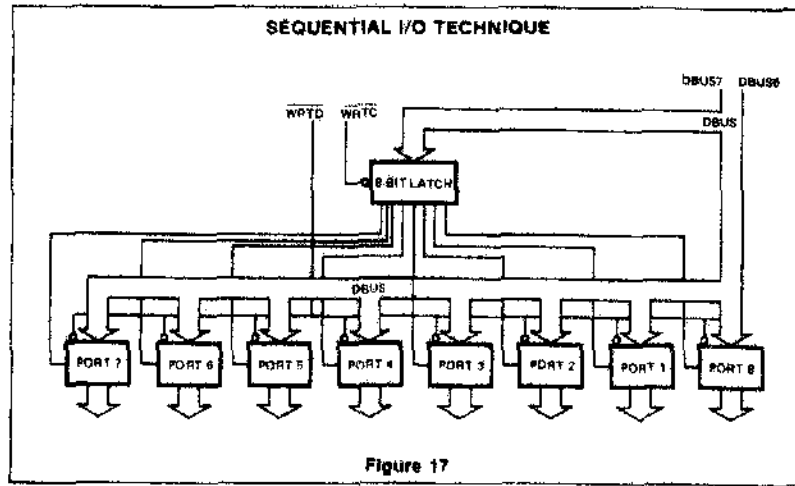 SEQUENTIAL I/O TECHNIQUE
DBUS7 DBUS0
WRTD WRTC
DBUS
8-BIT LATCH
DBUS
PORT 7 PORT 6 PORT 5 PORT 4 PORT 3 PORT 2 PORT 1 PORT 0
Figure 17